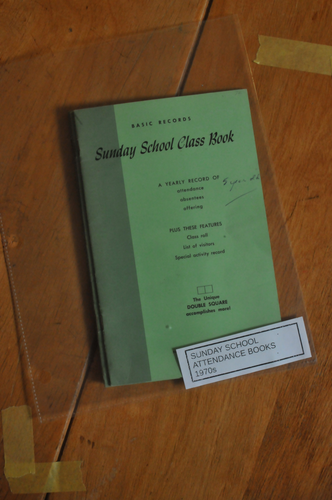 BASIC RECORDS
Sunday School Class Book
A YEARLY RECORD OF
attendance
absentees
offering
PLUS THESE FEATURES
Class roll
List of visitors
Special activity record
The Unique
DOUBLE SQUARE
accomplishes more!
SUNDAY SCHOOL
ATTENDANCE BOOKS
1970s